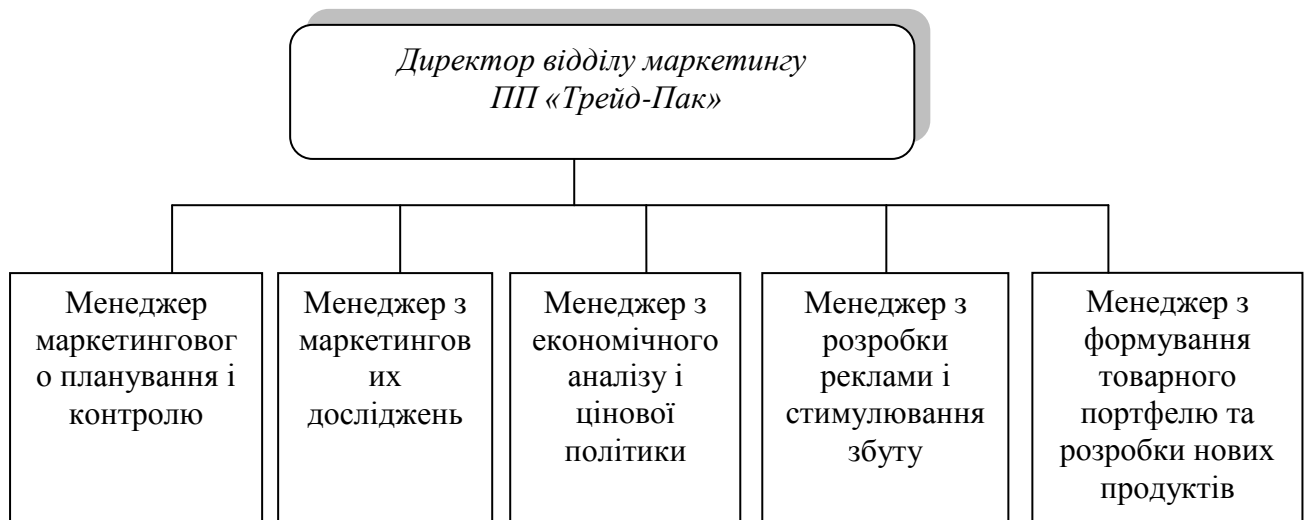 Директор відділу маркетингу
ПП «Трейд-Пак»
Менеджер
маркетинговог
о планування і
контролю
Менеджер з
маркетингов
их
досліджень
Менеджер з
економічного
аналізу і
цінової
політики
Менеджер з
розробки
реклами і
стимулювання
збуту
Менеджер з
формування
товарного
портфелю та
розробки нових
продуктів